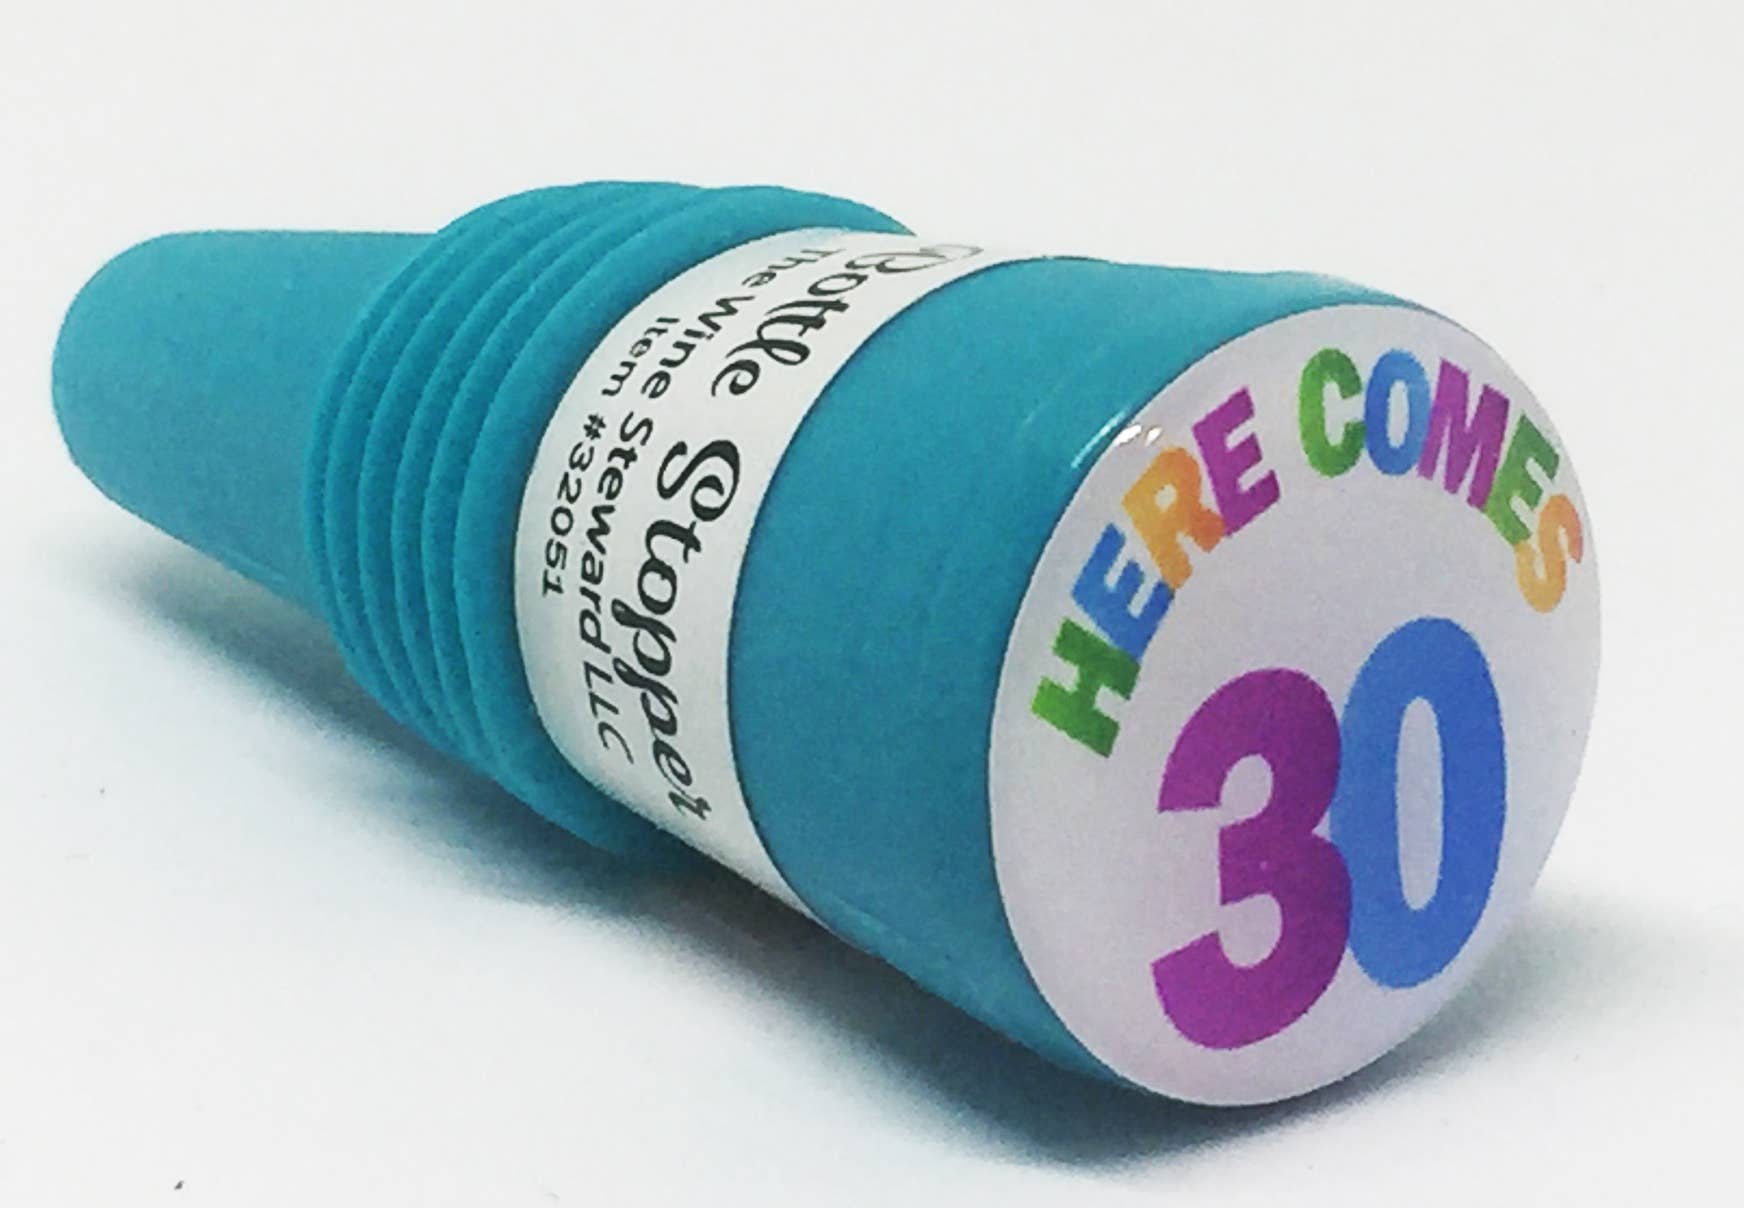 Bottle Stopper
The Wine Steward LLC
Item #32051
HERE COMES
30